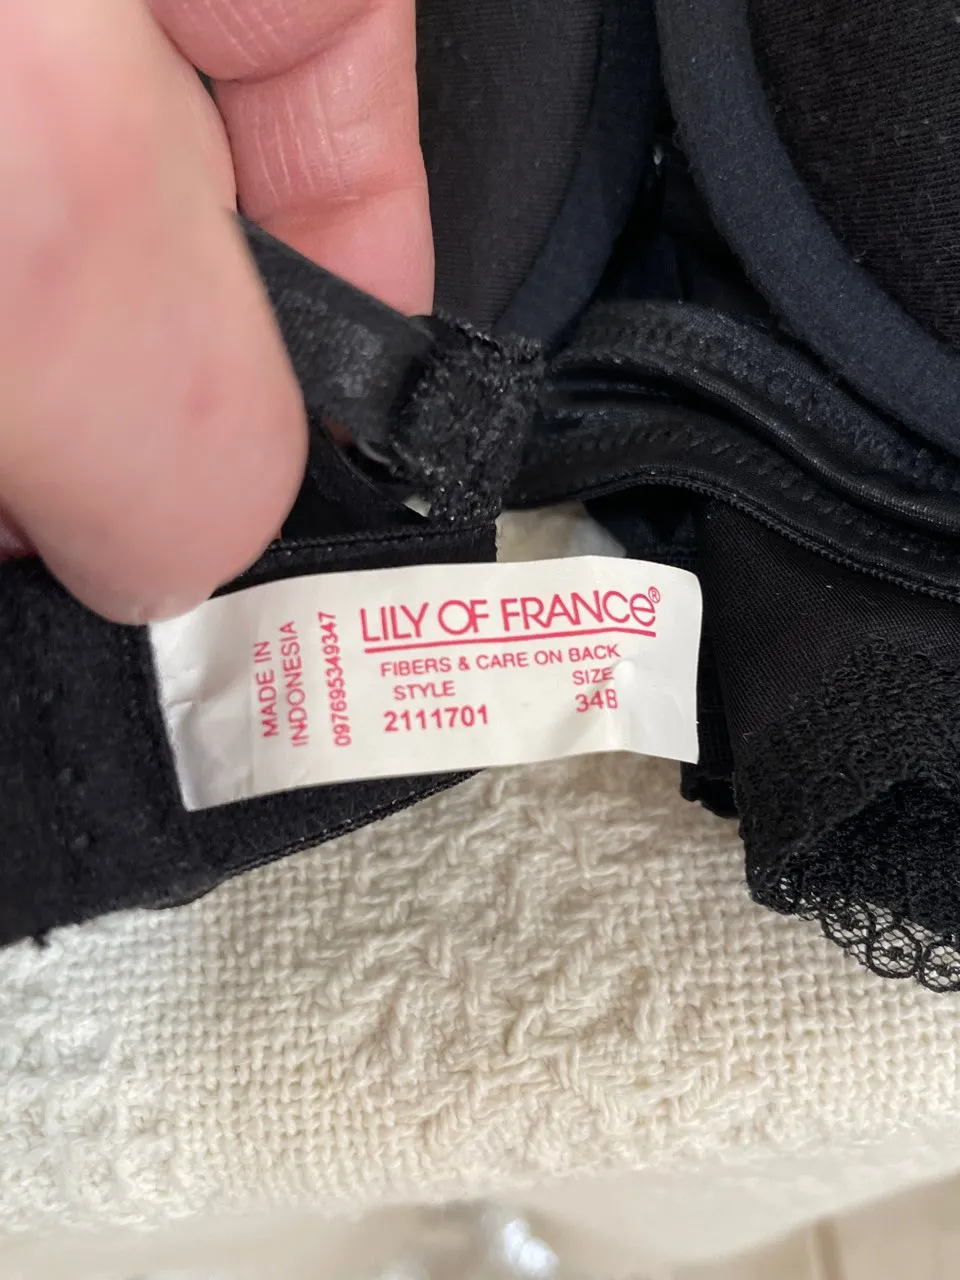 LILY OF FRANCe®
FIBERS & CARE ON BACK
STYLE SIZE
2111701 34B
MADE IN
INDONESIA
097695349347